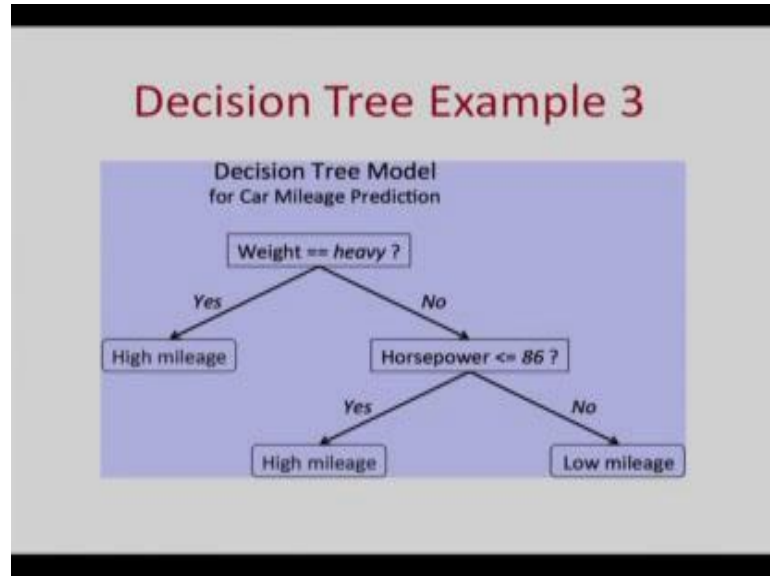 Decision Tree Example 3
Decision Tree Model
for Car Mileage Prediction
Weight == heavy ?
Yes
No
High mileage
Horsepower <= 86 ?
Yes
No
High mileage
Low mileage